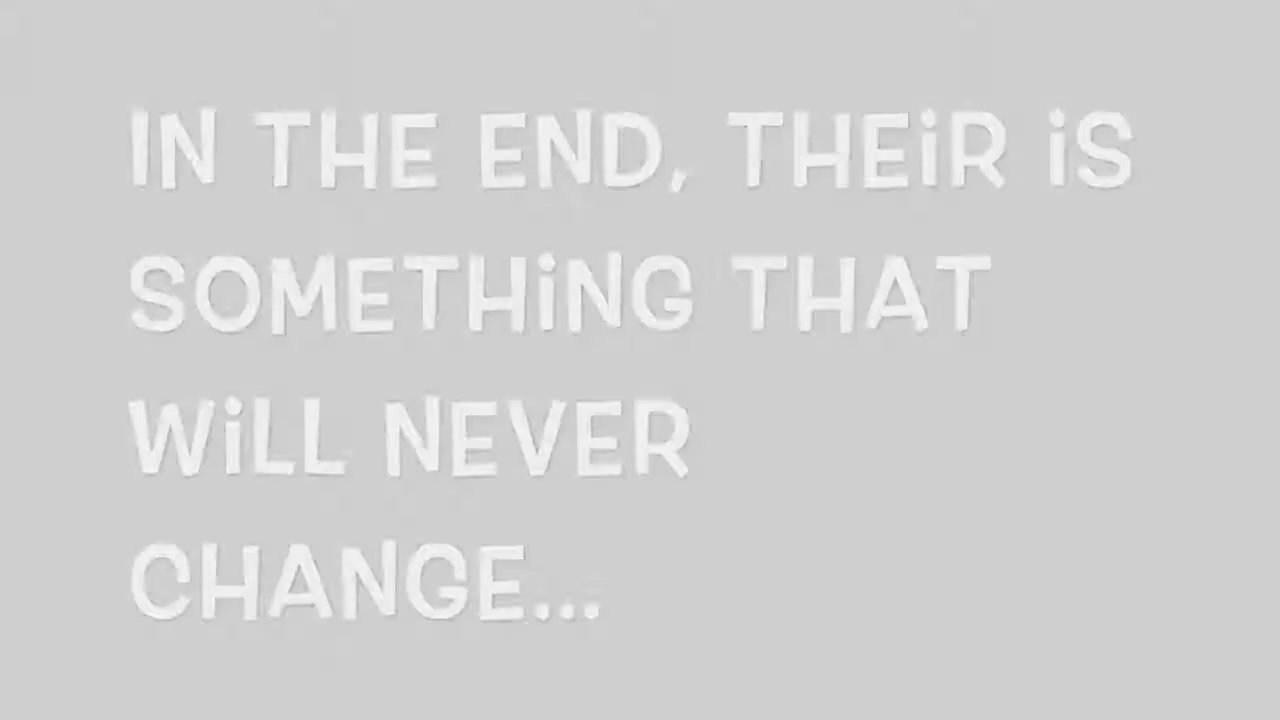 IN THE END, THEiR iS
SOMETHiNG THAT
WiLL NEVER
CHANGE...